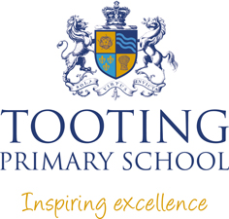 TOOTING
PRIMARY SCHOOL
Inspiring excellence